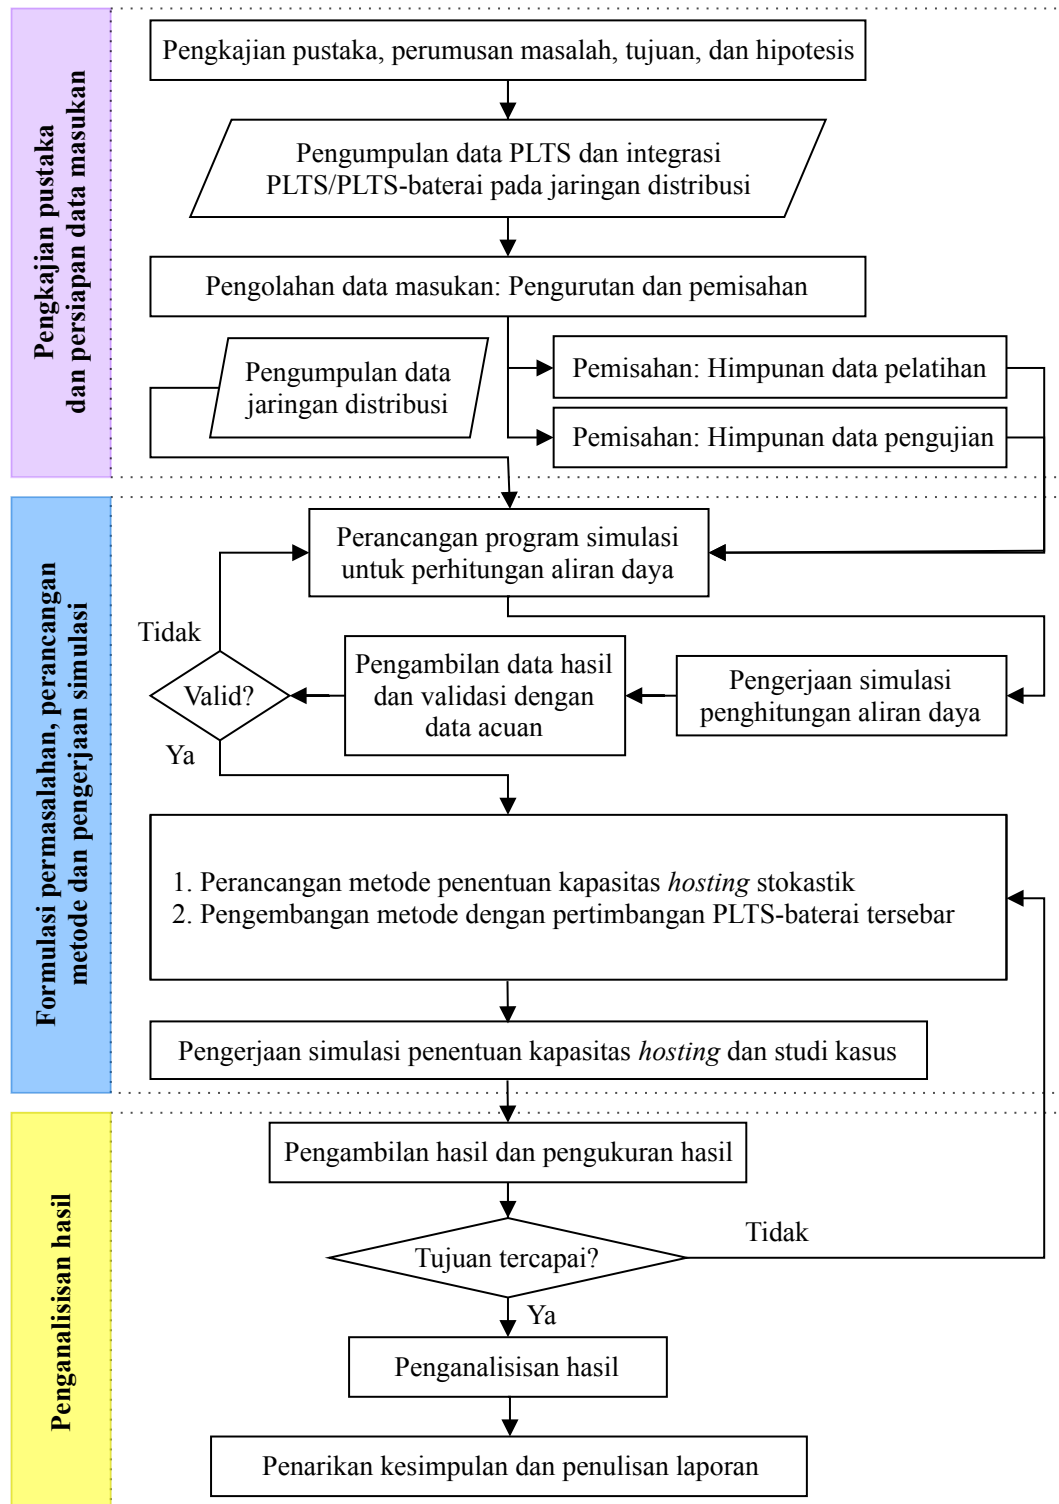 Pengkajian pustaka
dan persiapan data masukan
Pengkajian pustaka, perumusan masalah, tujuan, dan hipotesis
Pengumpulan data PLTS dan integrasi
PLTS/PLTS-baterai pada jaringan distribusi
Pengolahan data masukan: Pengurutan dan pemisahan
Pengumpulan data
jaringan distribusi
Pemisahan: Himpunan data pelatihan
Pemisahan: Himpunan data pengujian
Formulasi permasalahan, perancangan
metode dan pengerjaan simulasi
Perancangan program simulasi
untuk perhitungan aliran daya
Tidak
Valid?
Ya
Pengambilan data hasil
dan validasi dengan
data acuan
Pengerjaan simulasi
penghitungan aliran daya
1. Perancangan metode penentuan kapasitas hosting stokastik
2. Pengembangan metode dengan pertimbangan PLTS-baterai tersebar
Pengerjaan simulasi penentuan kapasitas hosting dan studi kasus
Penganalisisan hasil
Pengambilan hasil dan pengukuran hasil
Tujuan tercapai?
Tidak
Ya
Penganalisisan hasil
Penarikan kesimpulan dan penulisan laporan